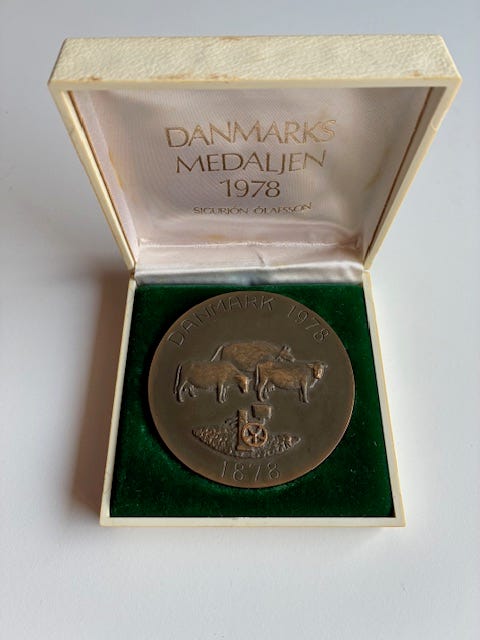 DANMARKS
MEDALJEN
1978
SIGURJÓN ÓLAFSSON
DANMARK 1978
1878